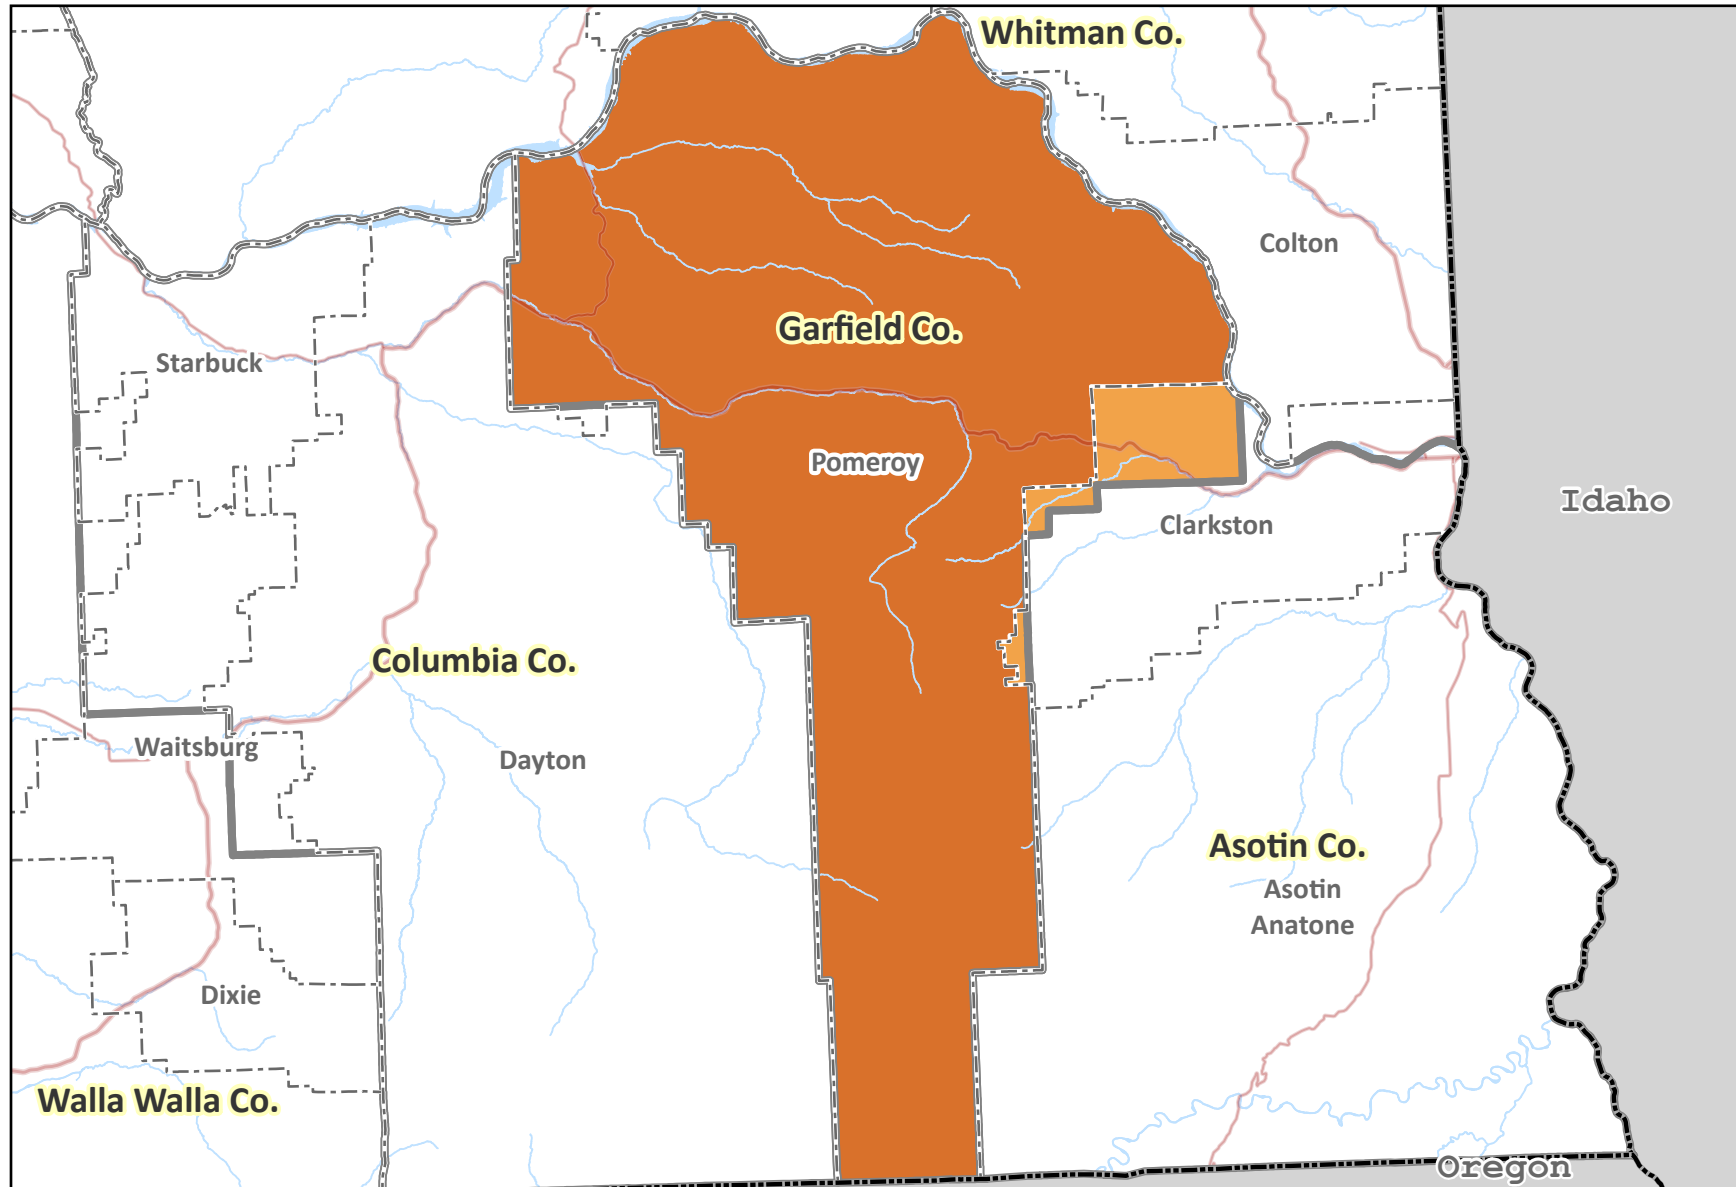 Whitman Co.
Colton
Garfield Co.
Starbuck
Pomeroy
Idaho
Clarkston
Columbia Co.
Waitsburg
Dayton
Asotin Co.
Asotin
Anatone
Dixie
Walla Walla Co.
Oregon